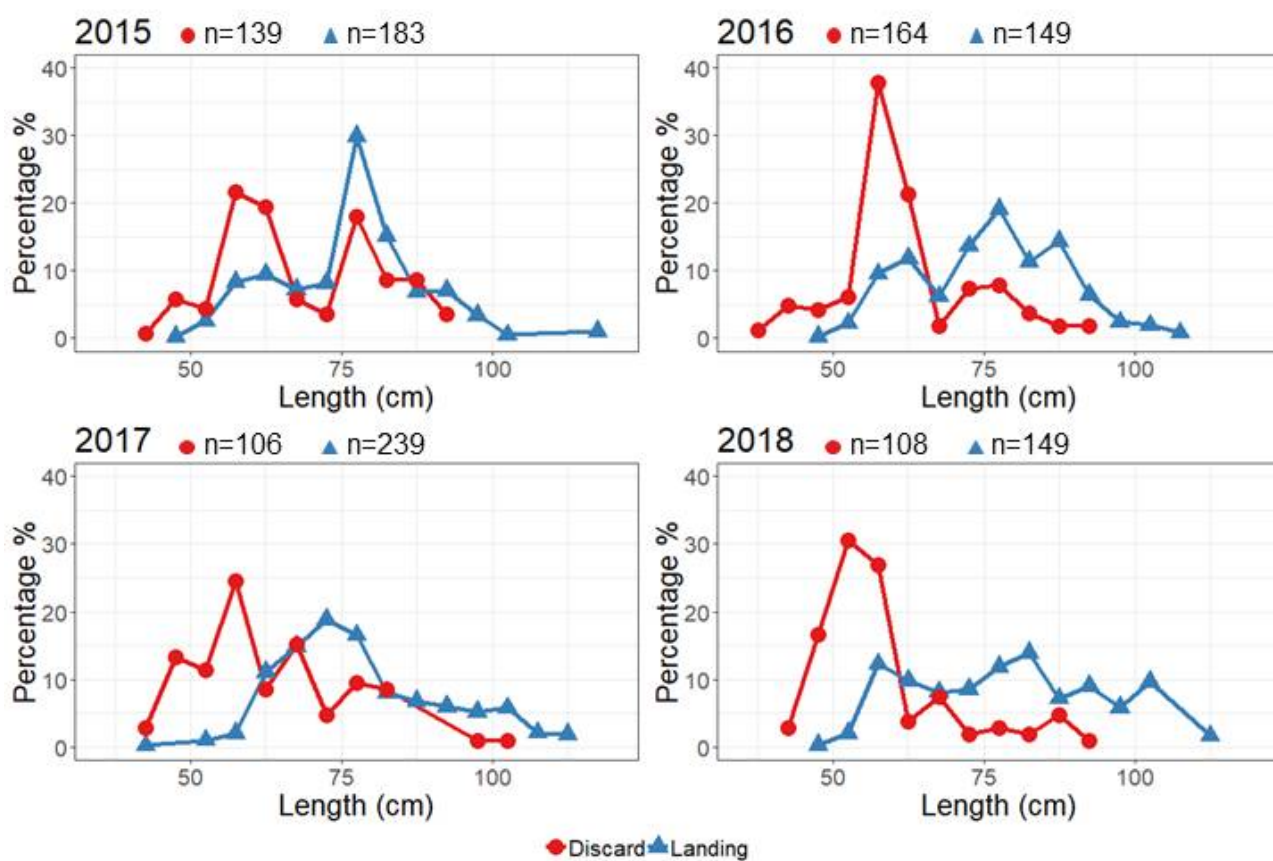 2015 n=139 n=183
40
30
20
10
0
Percentage %
50 75 100
Length (cm)
2016 n=164 n=149
40
30
20
10
0
Percentage %
50 75 100
Length (cm)
2017 n=106 n=239
40
30
20
10
0
Percentage %
50 75 100
Length (cm)
2018 n=108 n=149
40
30
20
10
0
Percentage %
50 75 100
Length (cm)
Discard Landing